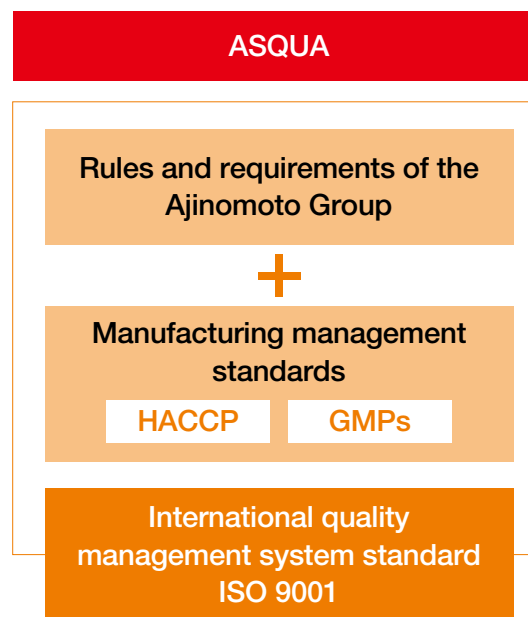 ASQUA
Rules and requirements of the
Ajinomoto Group
+
Manufacturing management
standards
HACCP GMPs
International quality
management system standard
ISO 9001